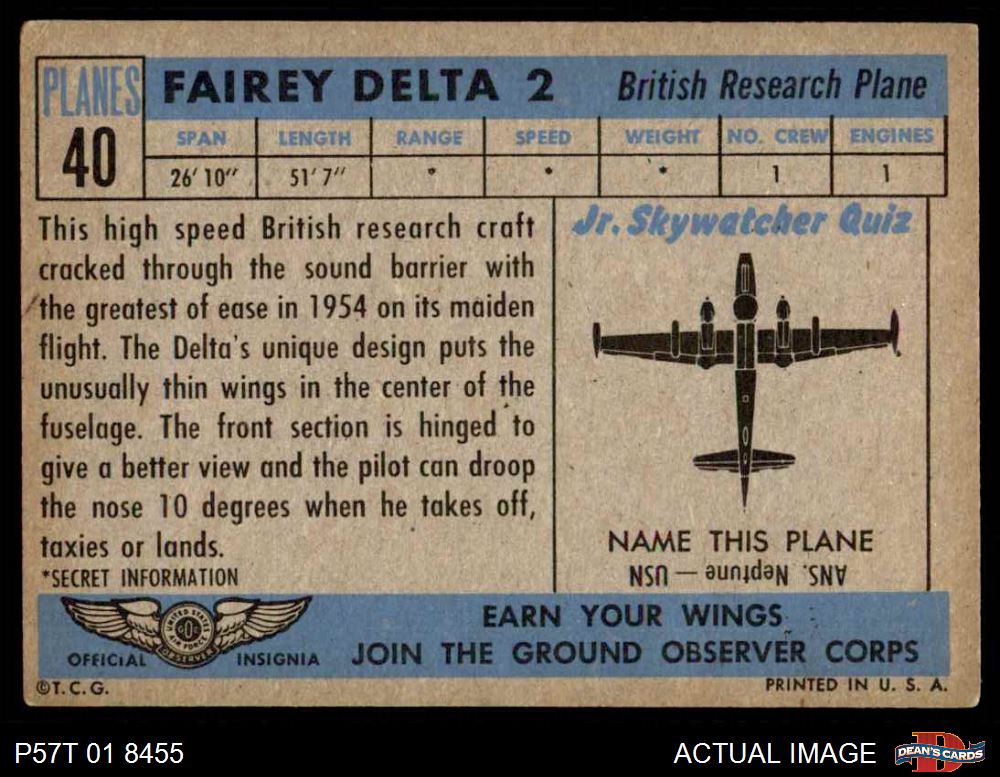 PLANES
40
FAIREY DELTA 2 British Research Plane
SPAN LENGTH RANGE SPEED WEIGHT NO. CREW ENGINES
26' 10" 51' 7" * * * 1 1
This high speed British research craft
cracked through the sound barrier with
the greatest of ease in 1954 on its maiden
flight. The Delta's unique design puts the
unusually thin wings in the center of the
fuselage. The front section is hinged to
give a better view and the pilot can droop
the nose 10 degrees when he takes off,
taxies or lands.
*SECRET INFORMATION
Jr. Skywatcher Quiz
NAME THIS PLANE
ANS. Neptune — USN
OFFICIAL
UNITED STATES
GOC
AIR FORCE
OBSERVER
INSIGNIA
EARN YOUR WINGS
JOIN THE GROUND OBSERVER CORPS
©T.C.G.
PRINTED IN U. S. A.
P57T 01 8455
ACTUAL IMAGE
D
DEAN'S CARDS